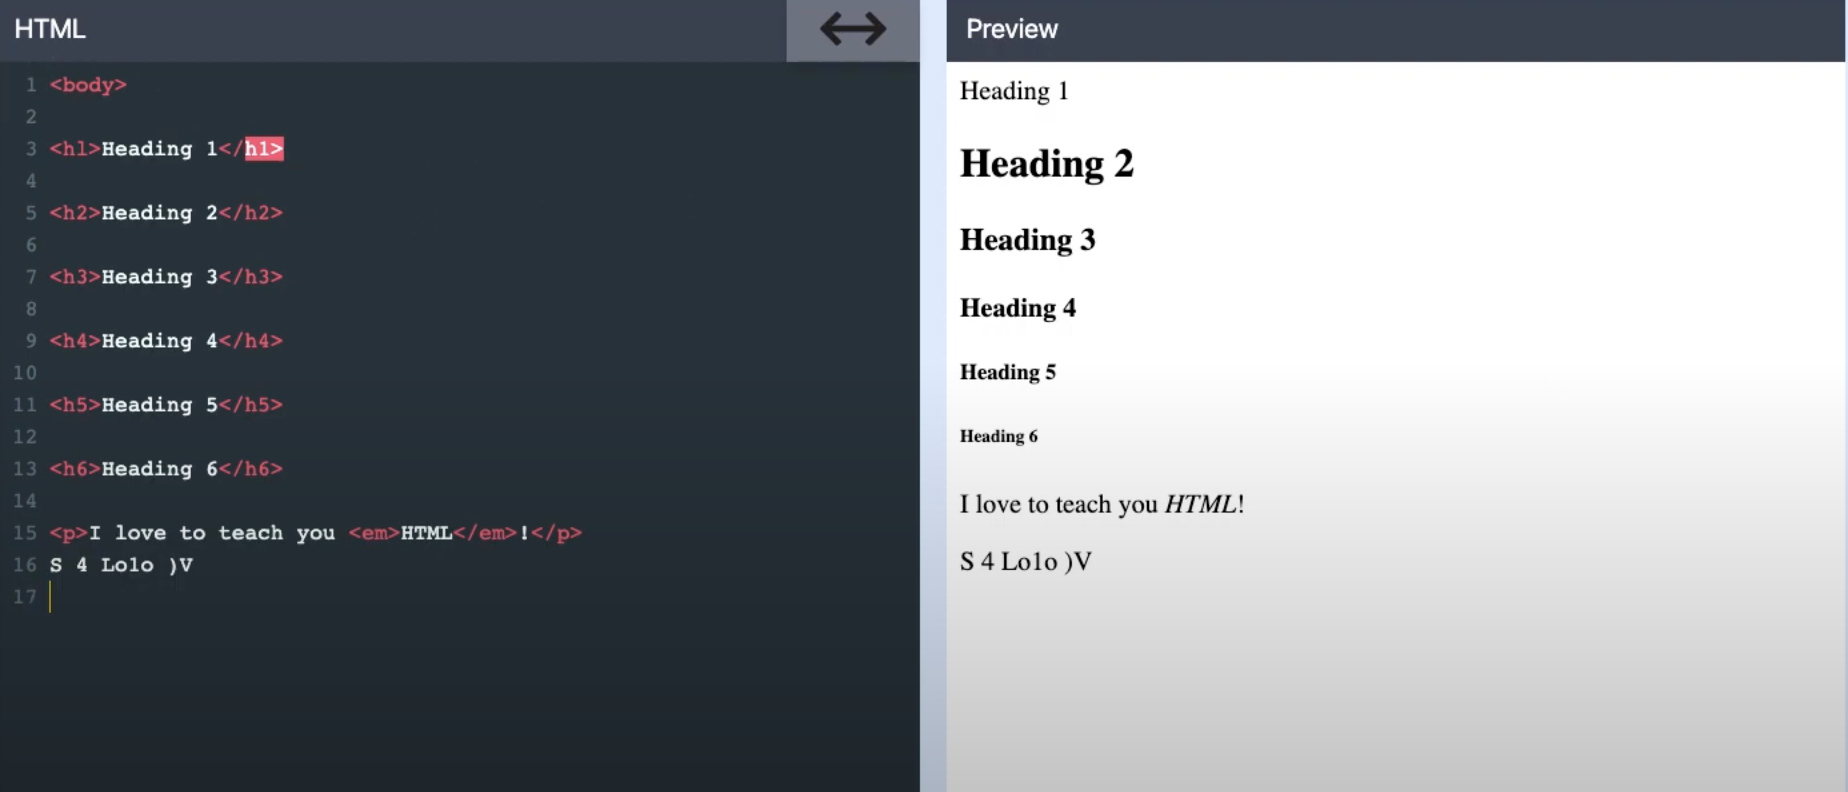 HTML
1 <body>
2
3 <hl>Heading 1</h1>
4
5 <h2>Heading 2</h2>
6
7 <h3>Heading 3</h3>
8
9 <h4>Heading 4</h4>
10
11 <h5>Heading 5</h5>
12
13 <h6>Heading 6</h6>
14
15 <p>I love to teach you <em>HTML</em>!</p>
16 S 4 Lo1o )V
17
Preview
Heading 1
Heading 2
Heading 3
Heading 4
Heading 5
Heading 6
I love to teach you HTML!
S 4 Lo1o )V